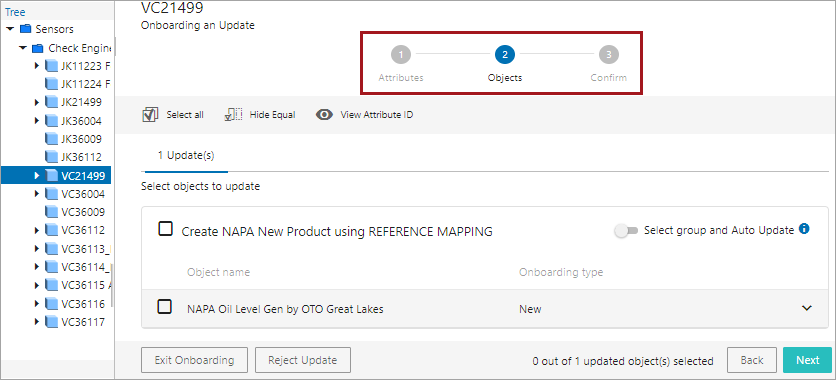 Tree
Sensors
Check Engine
JK11223 F
JK11224 F
JK21499
JK36004
JK36009
JK36112
VC21499
VC36004
VC36009
VC36112
VC36113_
VC36114_
VC36115 A
VC36116
VC36117
VC21499
Onboarding an Update
1 2 3
Attributes Objects Confirm
Select all Hide Equal View Attribute ID
1 Update(s)
Select objects to update
Create NAPA New Product using REFERENCE MAPPING Select group and Auto Update
Object name Onboarding type
NAPA Oil Level Gen by OTO Great Lakes New
Exit Onboarding Reject Update 0 out of 1 updated object(s) selected Back Next